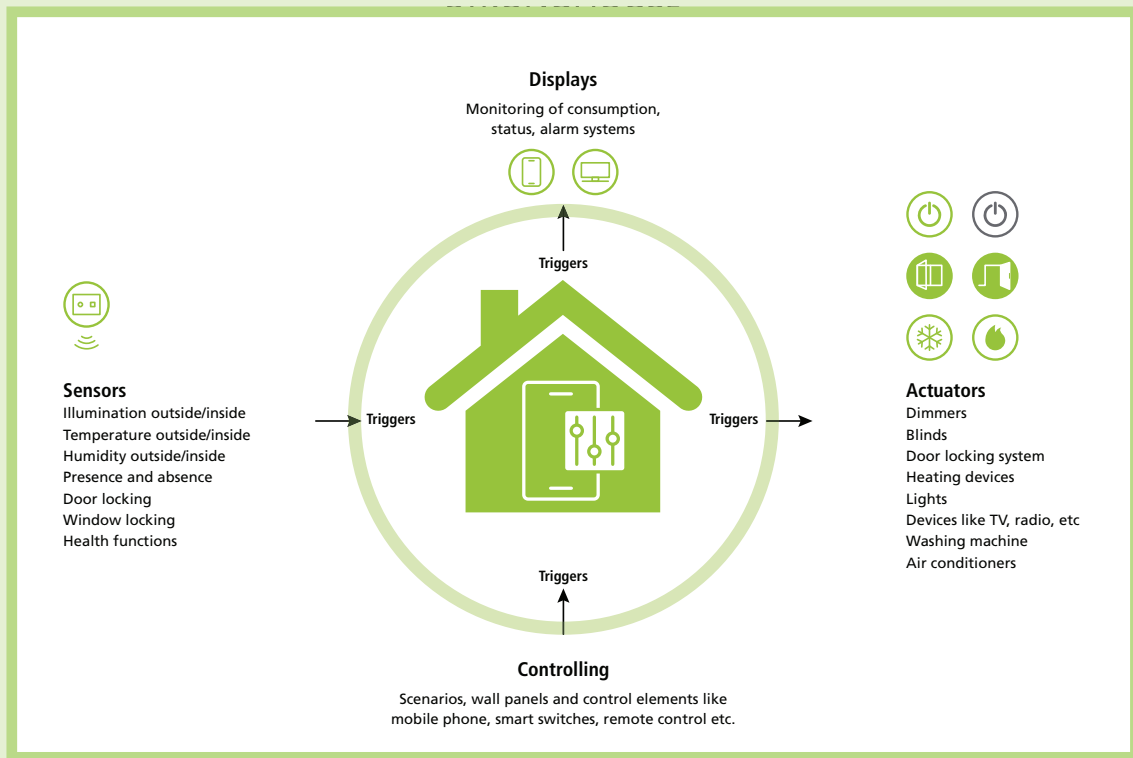 Displays
Monitoring of consumption,
status, alarm systems
Triggers
Sensors
Illumination outside/inside
Temperature outside/inside
Humidity outside/inside
Presence and absence
Door locking
Window locking
Health functions
Triggers
Triggers
Actuators
Dimmers
Blinds
Door locking system
Heating devices
Lights
Devices like TV, radio, etc
Washing machine
Air conditioners
Triggers
Controlling
Scenarios, wall panels and control elements like
mobile phone, smart switches, remote control etc.